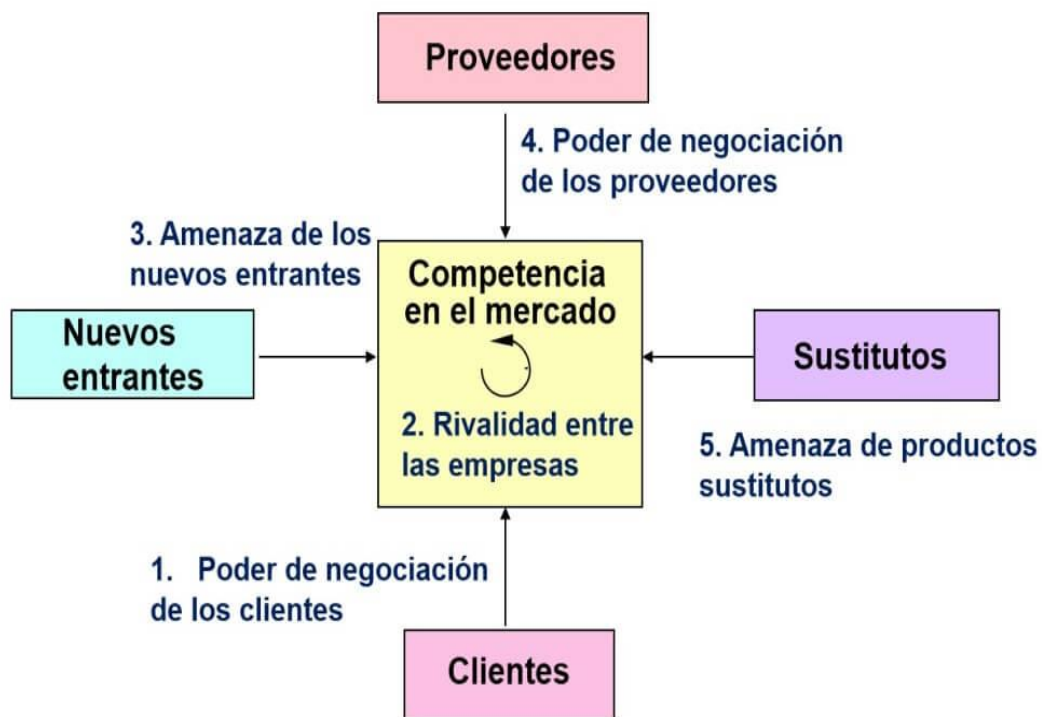 Proveedores
4. Poder de negociación
de los proveedores
3. Amenaza de los
nuevos entrantes
Competencia
en el mercado
Nuevos
entrantes
Sustitutos
2. Rivalidad entre
las empresas
5. Amenaza de productos
sustitutos
1. Poder de negociación
de los clientes
Clientes